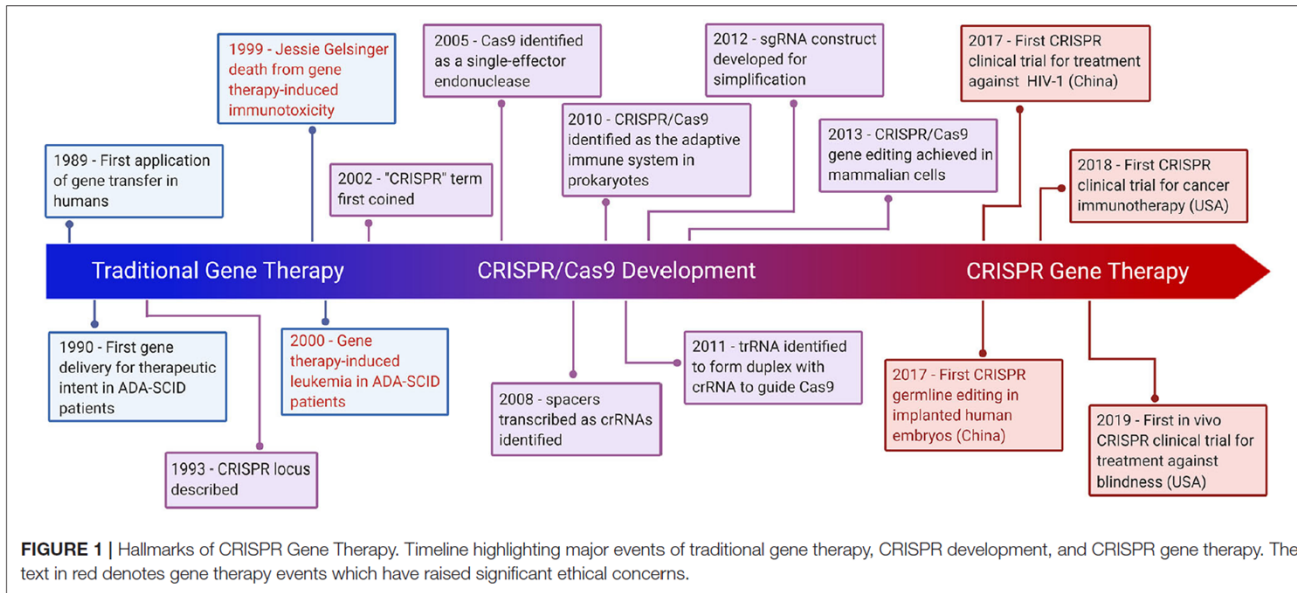 1989 - First application
of gene transfer in
humans
1999 - Jessie Gelsinger
death from gene
therapy-induced
immunotoxicity
2002 - "CRISPR" term
first coined
2005 - Cas9 identified
as a single-effector
endonuclease
2010 - CRISPR/Cas9
identified as the adaptive
immune system in
prokaryotes
2012 - sgRNA construct
developed for
simplification
2013 - CRISPR/Cas9
gene editing achieved in
mammalian cells
2017 - First CRISPR
clinical trial for treatment
against HIV-1 (China)
2018 - First CRISPR
clinical trial for cancer
immunotherapy (USA)
Traditional Gene Therapy
CRISPR/Cas9 Development
CRISPR Gene Therapy
1990 - First gene
delivery for therapeutic
intent in ADA-SCID
patients
1993 - CRISPR locus
described
2000 - Gene
therapy-induced
leukemia in ADA-SCID
patients
2008 - spacers
transcribed as crRNAs
identified
2011 - trRNA identified
to form duplex with
crRNA to guide Cas9
2017 - First CRISPR
germline editing in
implanted human
embryos (China)
2019 - First in vivo
CRISPR clinical trial for
treatment against
blindness (USA)
FIGURE 1 | Hallmarks of CRISPR Gene Therapy. Timeline highlighting major events of traditional gene therapy, CRISPR development, and CRISPR gene therapy. The
text in red denotes gene therapy events which have raised significant ethical concerns.